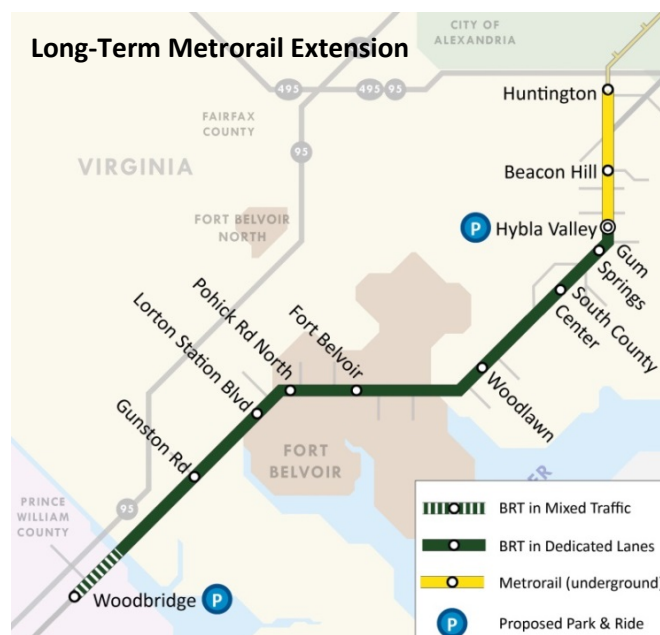 Long-Term Metrorail Extension
CITY OF
ALEXANDRIA
495
495
95
Huntington
FAIRFAX
COUNTY
95
VIRGINIA
Beacon Hill
FORT BELVOIR
NORTH
P
Hybla Valley
Gum
Springs
South County
Center
Pohick Rd North
Fort Belvoir
Lorton Station Blvd
Woodlawn
Gunston Rd
FORT
BELVOIR
PRINCE
WILLIAM
COUNTY
95
Woodbridge
P
BRT in Mixed Traffic
BRT in Dedicated Lanes
Metrorail (underground)
P
Proposed Park & Ride